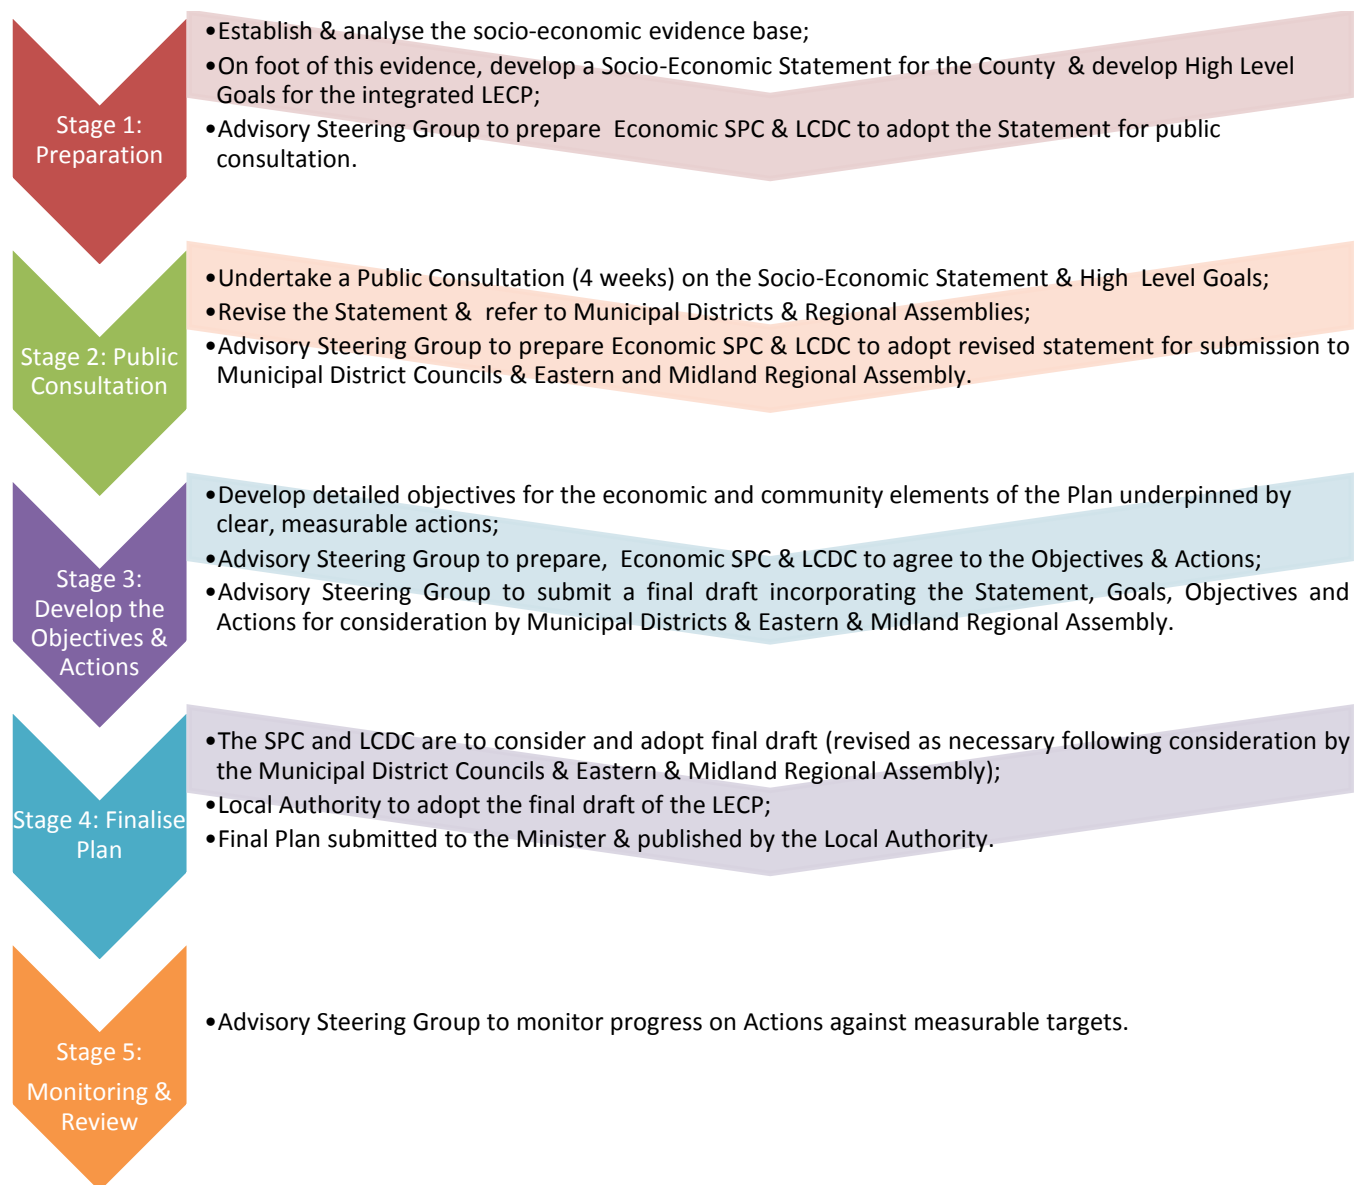 Stage 1:
Preparation
•Establish & analyse the socio-economic evidence base;
•On foot of this evidence, develop a Socio-Economic Statement for the County & develop High Level
Goals for the integrated LECP;
•Advisory Steering Group to prepare Economic SPC & LCDC to adopt the Statement for public
consultation.
Stage 2: Public
Consultation
•Undertake a Public Consultation (4 weeks) on the Socio-Economic Statement & High Level Goals;
•Revise the Statement & refer to Municipal Districts & Regional Assemblies;
•Advisory Steering Group to prepare Economic SPC & LCDC to adopt revised statement for submission to
Municipal District Councils & Eastern and Midland Regional Assembly.
Stage 3:
Develop the
Objectives &
Actions
•Develop detailed objectives for the economic and community elements of the Plan underpinned by
clear, measurable actions;
•Advisory Steering Group to prepare, Economic SPC & LCDC to agree to the Objectives & Actions;
•Advisory Steering Group to submit a final draft incorporating the Statement, Goals, Objectives and
Actions for consideration by Municipal Districts & Eastern & Midland Regional Assembly.
Stage 4: Finalise
Plan
•The SPC and LCDC are to consider and adopt final draft (revised as necessary following consideration by
the Municipal District Councils & Eastern & Midland Regional Assembly);
•Local Authority to adopt the final draft of the LECP;
•Final Plan submitted to the Minister & published by the Local Authority.
Stage 5:
Monitoring &
Review
•Advisory Steering Group to monitor progress on Actions against measurable targets.